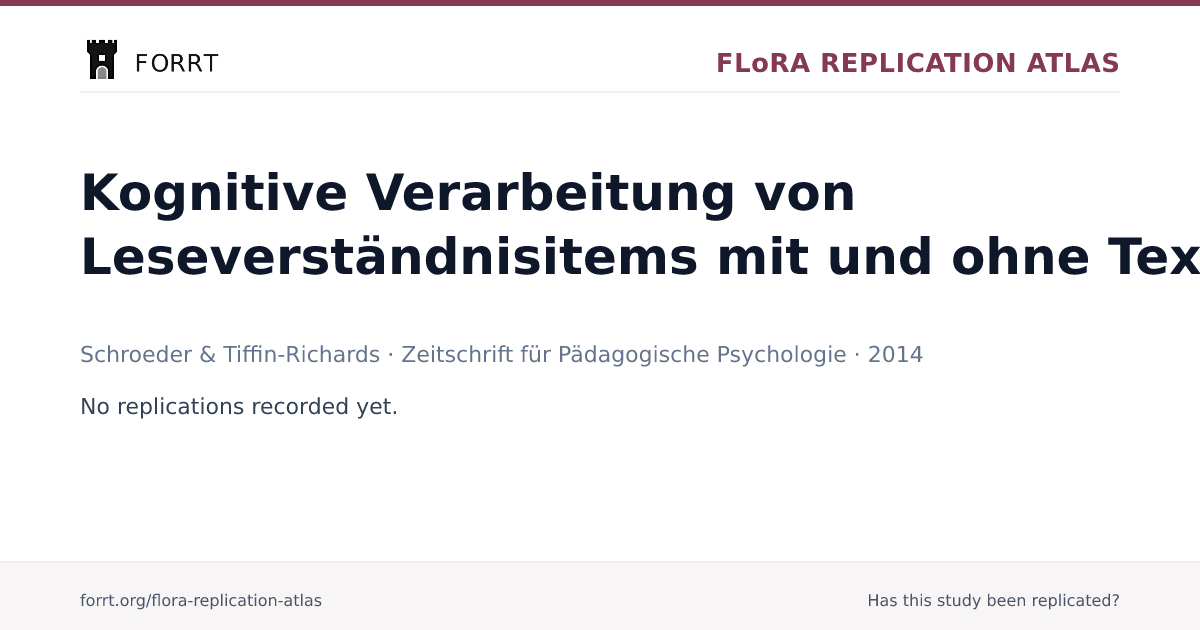 FORRT
FLoRA REPLICATION ATLAS
Kognitive Verarbeitung von
Leseverständnisitems mit und ohne Tex
Schroeder & Tiffin-Richards · Zeitschrift für Pädagogische Psychologie · 2014
No replications recorded yet.
forrt.org/flora-replication-atlas
Has this study been replicated?